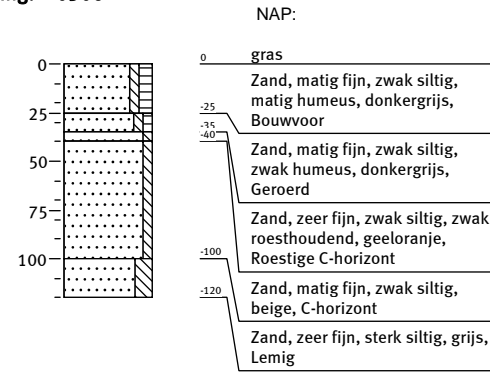 NAP:
0
25
50
75
100
0
-25
-35
-40
-100
-120
gras
Zand, matig fijn, zwak siltig,
matig humeus, donkergrijs,
Bouwvoor
Zand, matig fijn, zwak siltig,
zwak humeus, donkergrijs,
Geroerd
Zand, zeer fijn, zwak siltig, zwak
roesthoudend, geeloranje,
Roestige C-horizont
Zand, matig fijn, zwak siltig,
beige, C-horizont
Zand, zeer fijn, sterk siltig, grijs,
Lemig